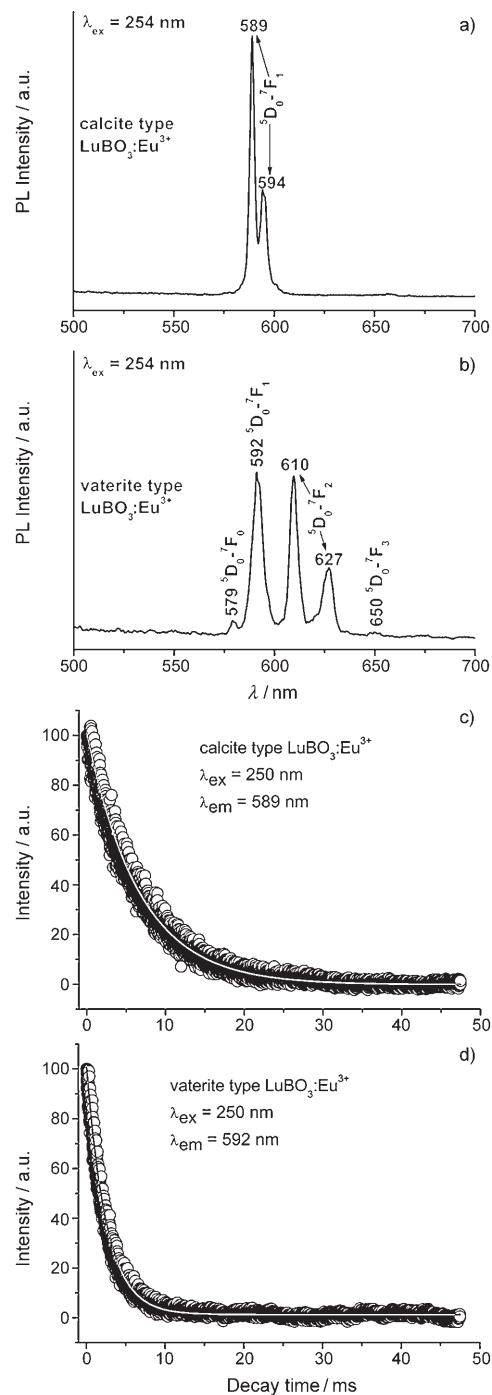 λex = 254 nm
a)
589
⁵D₀-⁷F₁
594
calcite type
LuBO₃:Eu³⁺
PL Intensity / a.u.
500 550 600 650 700
λex = 254 nm
b)
592 ⁵D₀-⁷F₁
610
⁵D₀-⁷F₂
627
579 ⁵D₀-⁷F₀
650 ⁵D₀-⁷F₃
vaterite type
LuBO₃:Eu³⁺
PL Intensity / a.u.
500 550 600 650 700
λ / nm
c)
calcite type LuBO₃:Eu³⁺
λex = 250 nm
λem = 589 nm
Intensity / a.u.
100
80
60
40
20
0
0 10 20 30 40 50
d)
vaterite type LuBO₃:Eu³⁺
λex = 250 nm
λem = 592 nm
Intensity / a.u.
100
80
60
40
20
0
0 10 20 30 40 50
Decay time / ms